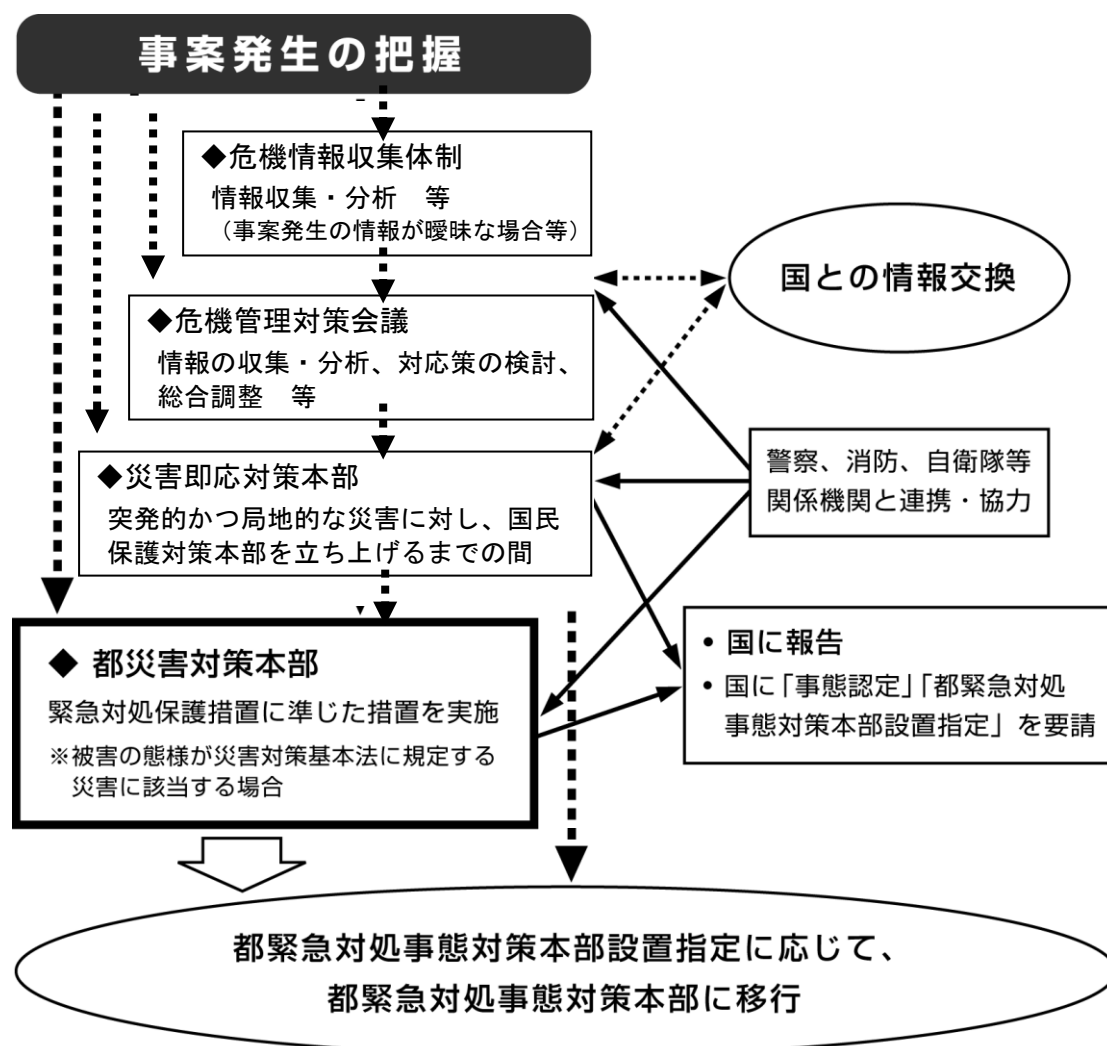 事案発生の把握
◆危機情報収集体制
情報収集・分析　等
（事案発生の情報が曖昧な場合等）
国との情報交換
◆危機管理対策会議
情報の収集・分析、対応策の検討、
総合調整　等
◆災害即応対策本部
突発的かつ局地的な災害に対し、国民
保護対策本部を立ち上げるまでの間
警察、消防、自衛隊等
関係機関と連携・協力
◆ 都災害対策本部
緊急対処保護措置に準じた措置を実施
※被害の態様が災害対策基本法に規定する
災害に該当する場合
• 国に報告
• 国に「事態認定」「都緊急対処
事態対策本部設置指定」を要請
都緊急対処事態対策本部設置指定に応じて、
都緊急対処事態対策本部に移行